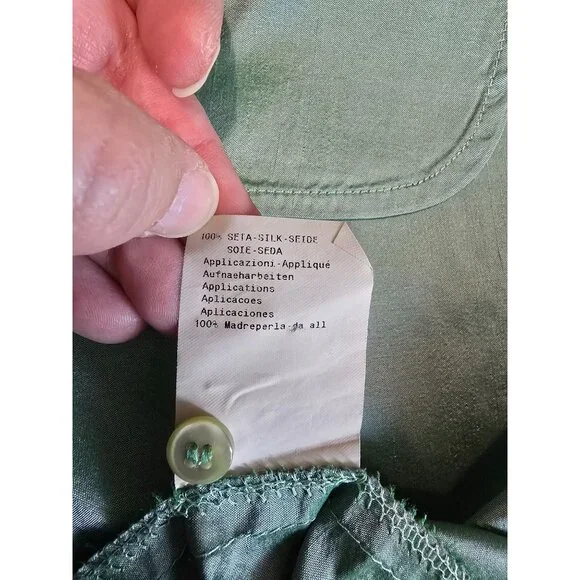 100% SETA-SILK-SEIDE
SOIE-SEDA
Applicazioni-Appliqué
Aufnaeharbeiten
Applications
Aplicacoes
Aplicaciones
100% Madreperla-da all